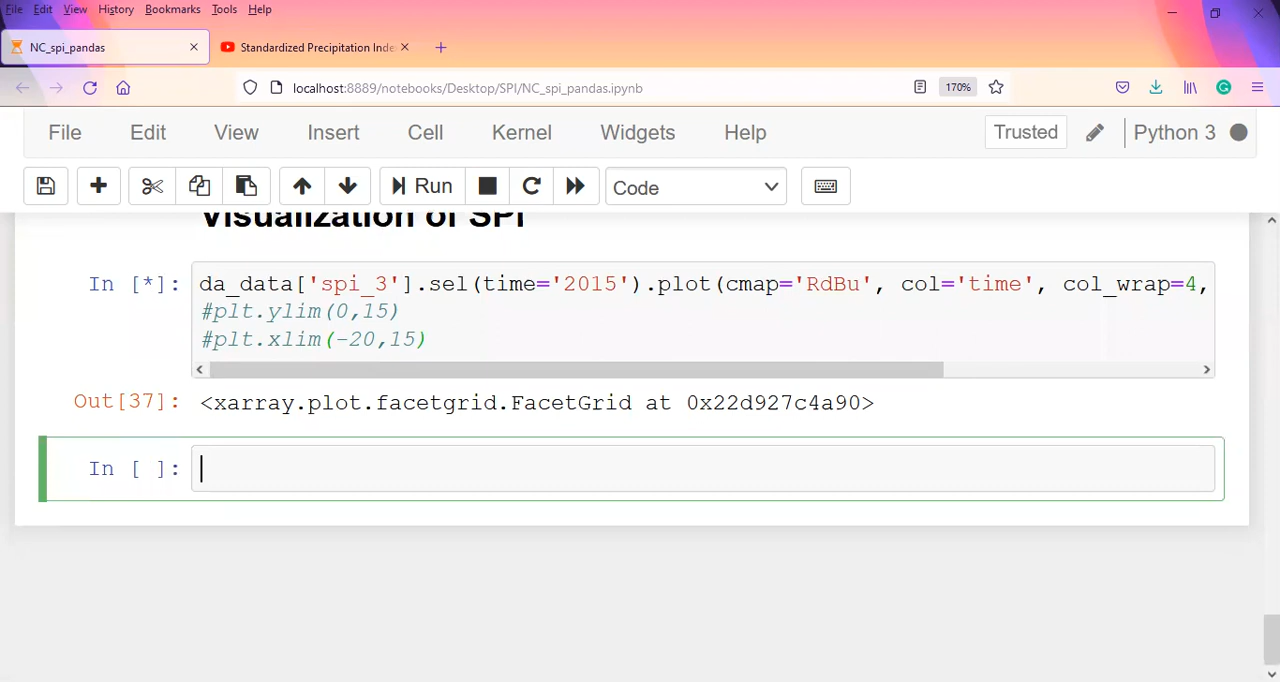 File Edit View History Bookmarks Tools Help
NC_spi_pandas
Standardized Precipitation Inde
localhost:8889/notebooks/Desktop/SPI/NC_spi_pandas.ipynb
170%
File Edit View Insert Cell Kernel Widgets Help
Trusted
Python 3
Run
Code
Visualization of SPI
In [*]: da_data['spi_3'].sel(time='2015').plot(cmap='RdBu', col='time', col_wrap=4,
#plt.ylim(0,15)
#plt.xlim(-20,15)
Out[37]: <xarray.plot.facetgrid.FacetGrid at 0x22d927c4a90>
In [ ]: